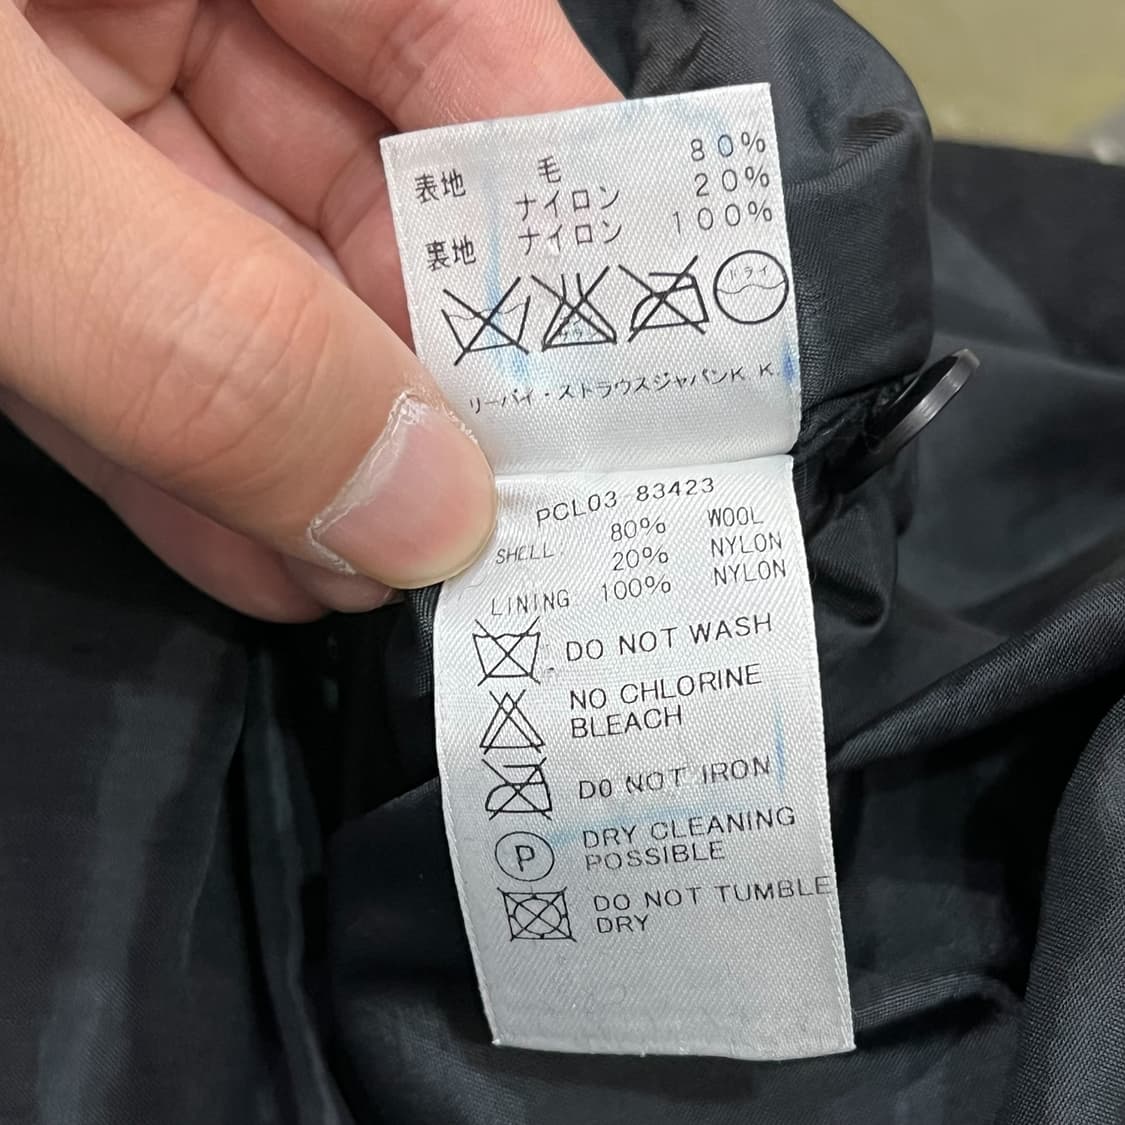 表地 毛 80%
ナイロン 20%
裏地 ナイロン 100%
ドライ
リーバイ・ストラウスジャパンK.K.
PCL03-83423
SHELL: 80% WOOL
20% NYLON
LINING: 100% NYLON
DO NOT WASH
NO CHLORINE
BLEACH
DO NOT IRON
P
DRY CLEANING
POSSIBLE
DO NOT TUMBLE
DRY